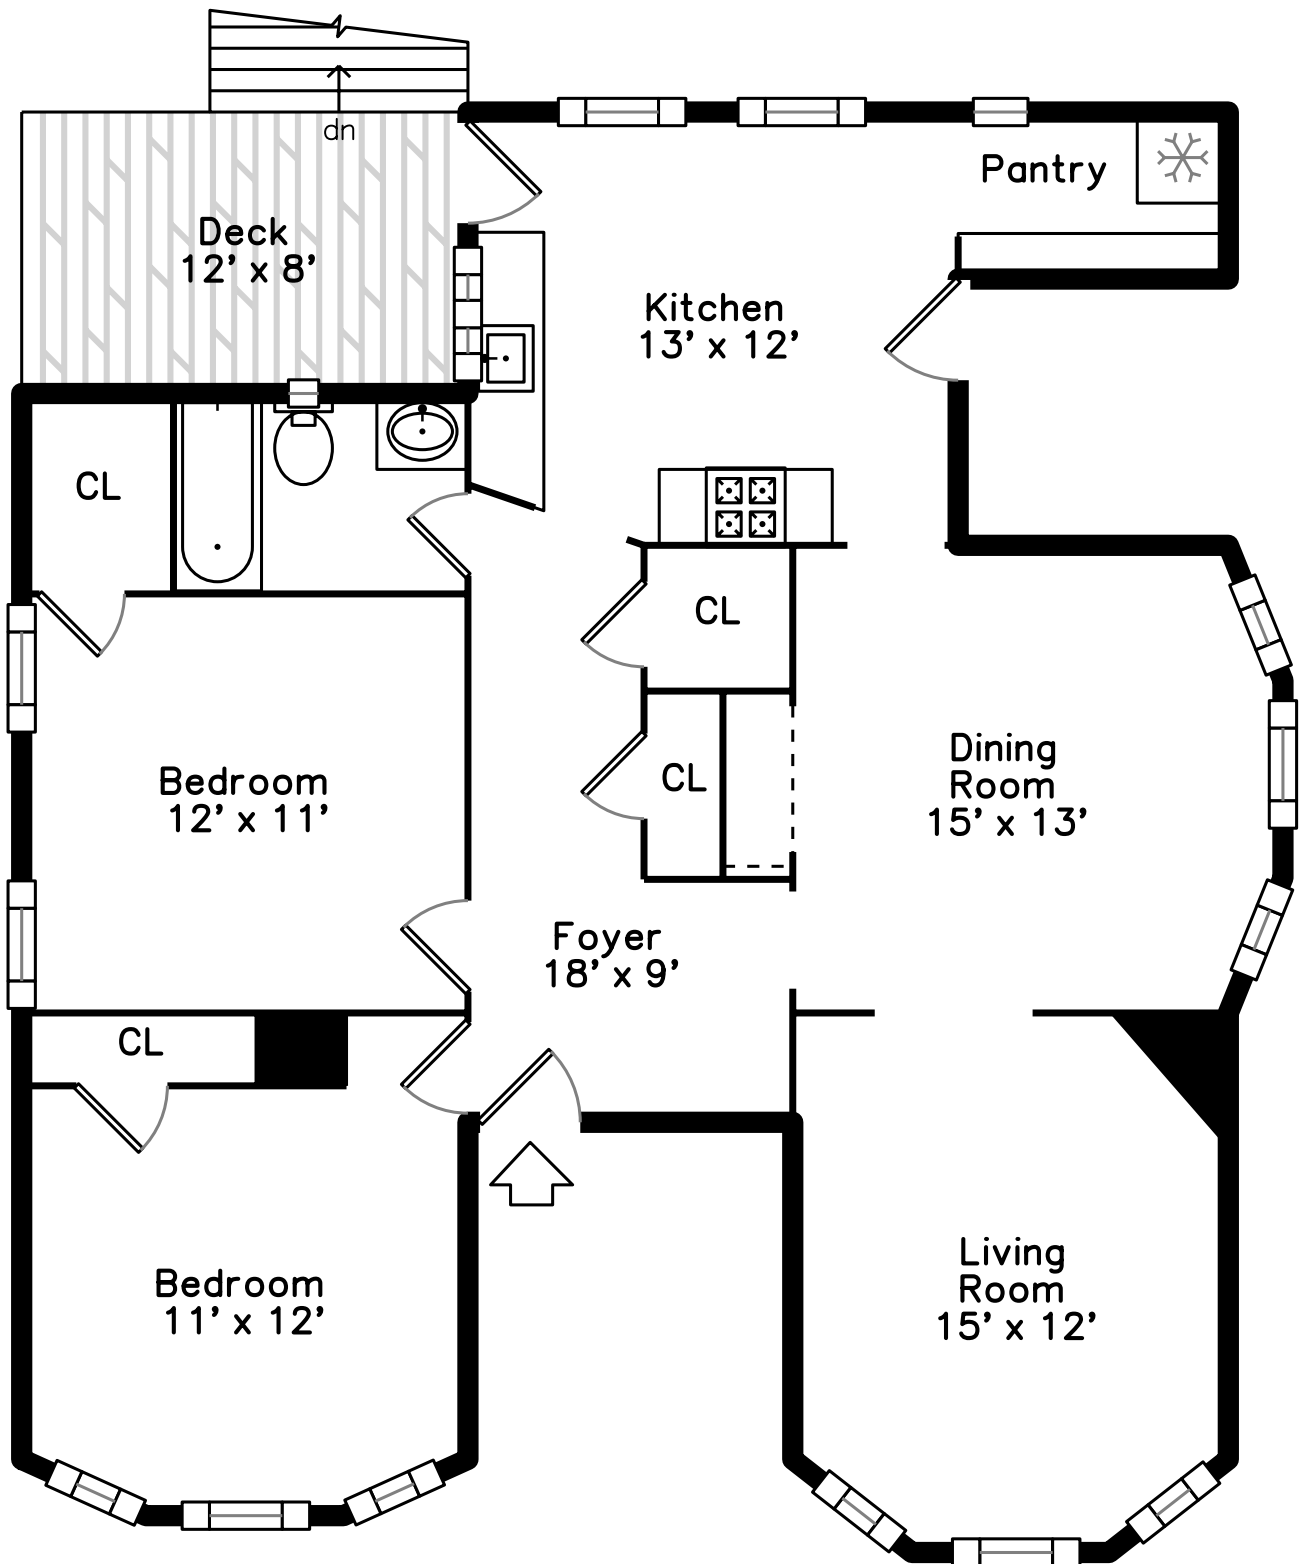 dn
Pantry
Deck
12' x 8'
Kitchen
13' x 12'
CL
CL
Dining
Room
15' x 13'
CL
Bedroom
12' x 11'
Foyer
18' x 9'
CL
Living
Room
15' x 12'
Bedroom
11' x 12'